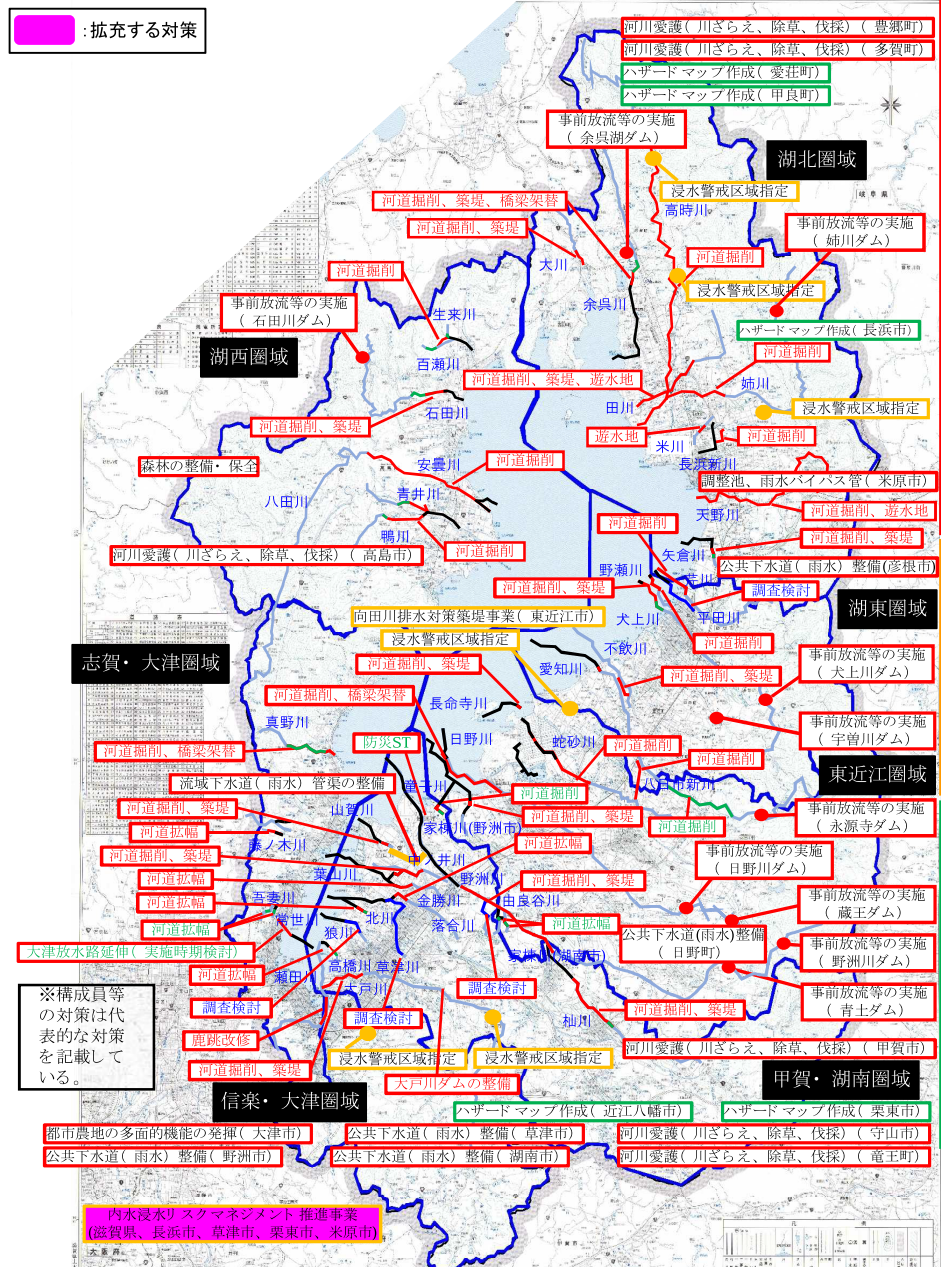 :拡充する対策
河川愛護(川ざらえ、除草、伐採)(豊郷町)
河川愛護(川ざらえ、除草、伐採)(多賀町)
ハザードマップ作成(愛荘町)
ハザードマップ作成(甲良町)
事前放流等の実施
(余呉湖ダム)
湖北圏域
浸水警戒区域指定
岐阜県
河道掘削、築堤、橋梁架替
高時川
河道掘削、築堤
事前放流等の実施
(姉川ダム)
河道掘削
大川
河道掘削
浸水警戒区域指定
事前放流等の実施
(石田川ダム)
余呉川
生来川
ハザードマップ作成(長浜市)
湖西圏域
百瀬川
河道掘削
河道掘削、築堤、遊水地
姉川
石田川
田川
浸水警戒区域指定
河道掘削、築堤
遊水地
河道掘削
米川
長浜新川
森林の整備・保全
安曇川
河道掘削
調整池、雨水バイパス管(米原市)
八田川
青井川
天野川
河道掘削、遊水地
鴨川
河道掘削
河道掘削、築堤
河川愛護(川ざらえ、除草、伐採)(高島市)
河道掘削
矢倉川
公共下水道(雨水)整備(彦根市)
野瀬川
芹川
河道掘削、築堤
調査検討
湖東圏域
向田川排水対策築堤事業(東近江市)
犬上川
平田川
浸水警戒区域指定
河道掘削
不飲川
志賀・大津圏域
河道掘削、築堤
愛知川
事前放流等の実施
(犬上川ダム)
河道掘削、築堤
河道掘削、橋梁架替
長命寺川
真野川
事前放流等の実施
(宇曽川ダム)
防災ST
日野川
蛇砂川
河道掘削、橋梁架替
河道掘削
河道掘削
東近江圏域
流域下水道(雨水)管渠の整備
童子川
河道掘削
八日市新川
河道掘削、築堤
山賀川
河道掘削、築堤
河道掘削
事前放流等の実施
(永源寺ダム)
河道拡幅
家棟川(野洲市)
藤ノ木川
河道拡幅
河道掘削、築堤
中ノ井川
事前放流等の実施
(日野川ダム)
河道拡幅
葉山川
野洲川
河道掘削、築堤
河道拡幅
吾妻川
金勝川
由良谷川
事前放流等の実施
(蔵王ダム)
河道拡幅
常世川
北川
落合川
河道拡幅
狼川
公共下水道(雨水)整備
(日野町)
大津放水路延伸(実施時期検討)
家棟川(湖南市)
事前放流等の実施
(野洲川ダム)
河道拡幅
瀬田川
高橋川
草津川
調査検討
※構成員等
の対策は代
表的な対策
を記載して
いる。
大戸川
事前放流等の実施
(青土ダム)
調査検討
調査検討
杣川
河道掘削、築堤
鹿跳改修
浸水警戒区域指定
浸水警戒区域指定
河川愛護(川ざらえ、除草、伐採)(甲賀市)
河道掘削、築堤
大戸川ダムの整備
甲賀・湖南圏域
信楽・大津圏域
ハザードマップ作成(近江八幡市)
ハザードマップ作成(栗東市)
都市農地の多面的機能の発揮(大津市)
公共下水道(雨水)整備(草津市)
河川愛護(川ざらえ、除草、伐採)(守山市)
公共下水道(雨水)整備(野洲市)
公共下水道(雨水)整備(湖南市)
河川愛護(川ざらえ、除草、伐採)(竜王町)
内水浸水リスクマネジメント推進事業
(滋賀県、長浜市、草津市、栗東市、米原市)
大阪府